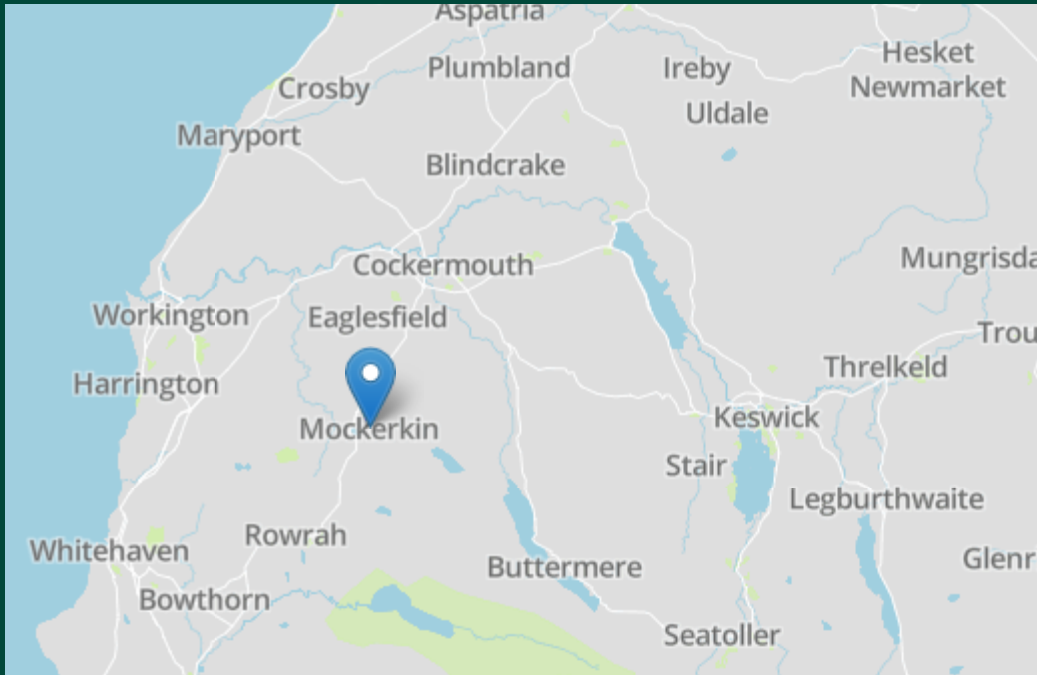 Aspatria
Plumbland
Ireby
Hesket
Newmarket
Crosby
Uldale
Maryport
Blindcrake
Cockermouth
Mungrisda
Workington
Eaglesfield
Trou
Harrington
Threlkeld
Keswick
Mockerkin
Stair
Legburthwaite
Rowrah
Whitehaven
Buttermere
Glenr
Bowthorn
Seatoller